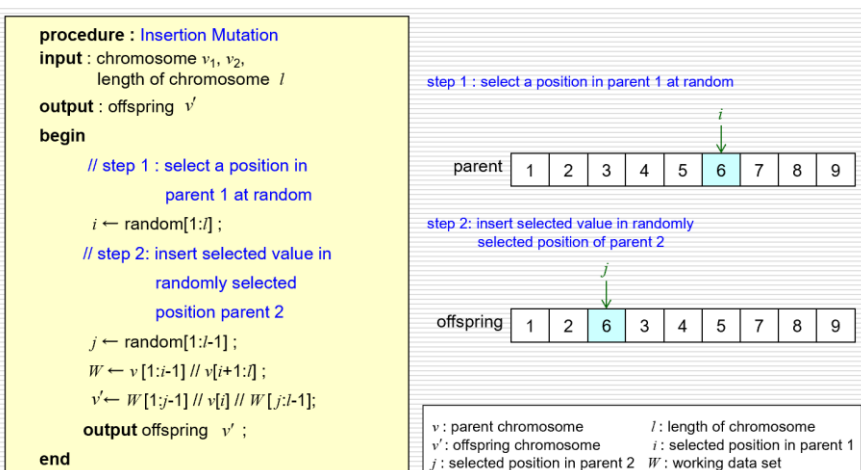 procedure : Insertion Mutation
input : chromosome v₁, v₂,
length of chromosome l
output : offspring v′
begin
// step 1 : select a position in
parent 1 at random
i ← random[1:l] ;
// step 2: insert selected value in
randomly selected
position parent 2
j ← random[1:l-1] ;
W ← v [1:i-1] // v[i+1:l] ;
v′← W[1:j-1] // v[i] // W[ j:l-1];
output offspring v′ ;
end
step 1 : select a position in parent 1 at random
i
parent 1 2 3 4 5 6 7 8 9
step 2: insert selected value in randomly
selected position of parent 2
j
offspring 1 2 6 3 4 5 7 8 9
v : parent chromosome l : length of chromosome
v′ : offspring chromosome i : selected position in parent 1
j : selected position in parent 2 W : working data set